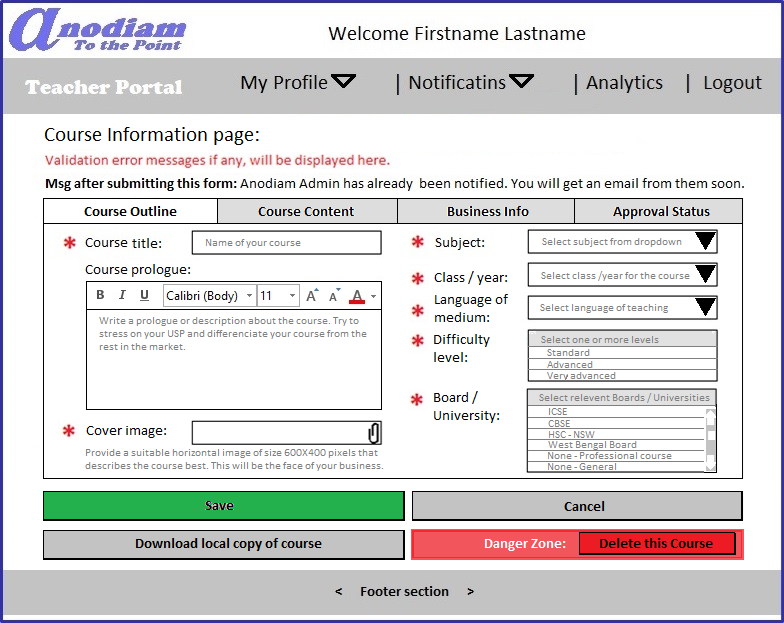 Anodiam
To the Point
Welcome Firstname Lastname
Teacher Portal
My Profile | Notificatins | Analytics | Logout
Course Information page:
Validation error messages if any, will be displayed here.
Msg after submitting this form: Anodiam Admin has already been notified. You will get an email from them soon.
Course Outline
Course Content
Business Info
Approval Status
* Course title:
Name of your course
Course prologue:
B I U Calibri (Body) 11 A A A
Write a prologue or description about the course. Try to
stress on your USP and differenciate your course from the
rest in the market.
* Cover image:
Provide a suitable horizontal image of size 600X400 pixels that
describes the course best. This will be the face of your business.
* Subject:
Select subject from dropdown
* Class / year:
Select class /year for the course
* Language of
medium:
Select language of teaching
* Difficulty
level:
Select one or more levels
Standard
Advanced
Very advanced
* Board /
University:
Select relevent Boards / Universities
ICSE
CBSE
HSC - NSW
West Bengal Board
None - Professional course
None - General
Save
Cancel
Download local copy of course
Danger Zone:
Delete this Course
< Footer section >